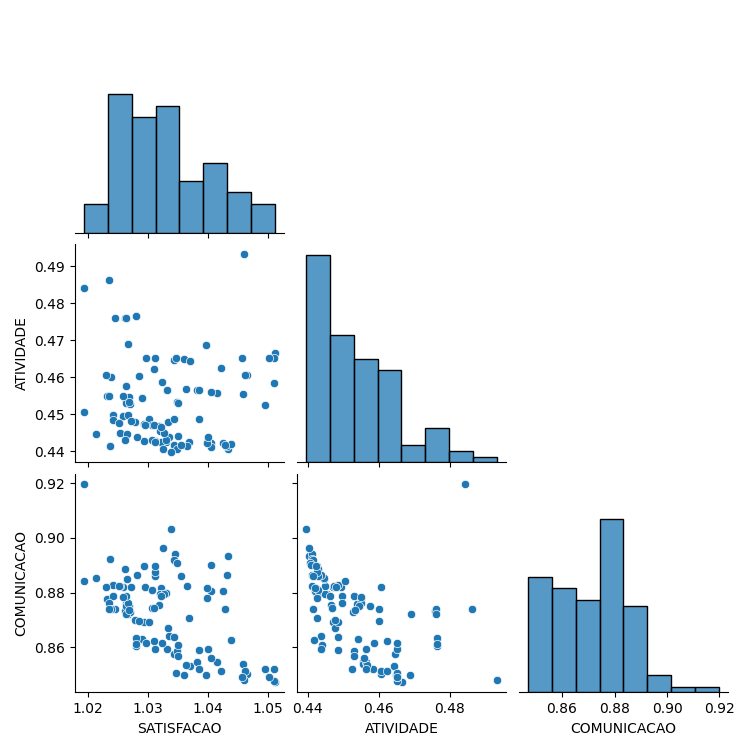 0.49
0.48
0.47
0.46
0.45
0.44
ATIVIDADE
0.92
0.90
0.88
0.86
COMUNICACAO
1.02 1.03 1.04 1.05
SATISFACAO
0.44 0.46 0.48
ATIVIDADE
0.86 0.88 0.90 0.92
COMUNICACAO